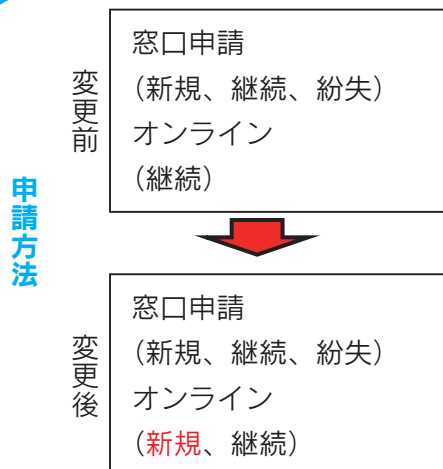 申請方法
変更前
窓口申請
（新規、継続、紛失）
オンライン
（継続）
変更後
窓口申請
（新規、継続、紛失）
オンライン
（新規、継続）